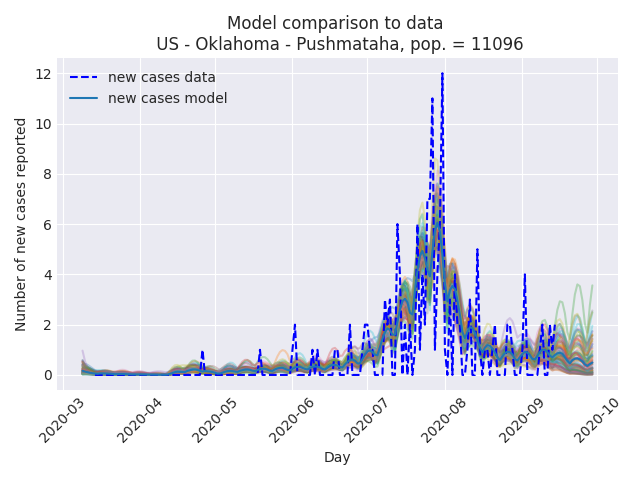 Model comparison to data
US - Oklahoma - Pushmataha, pop. = 11096
new cases data
new cases model
Number of new cases reported
12
10
8
6
4
2
0
2020-03
2020-04
2020-05
2020-06
2020-07
2020-08
2020-09
2020-10
Day